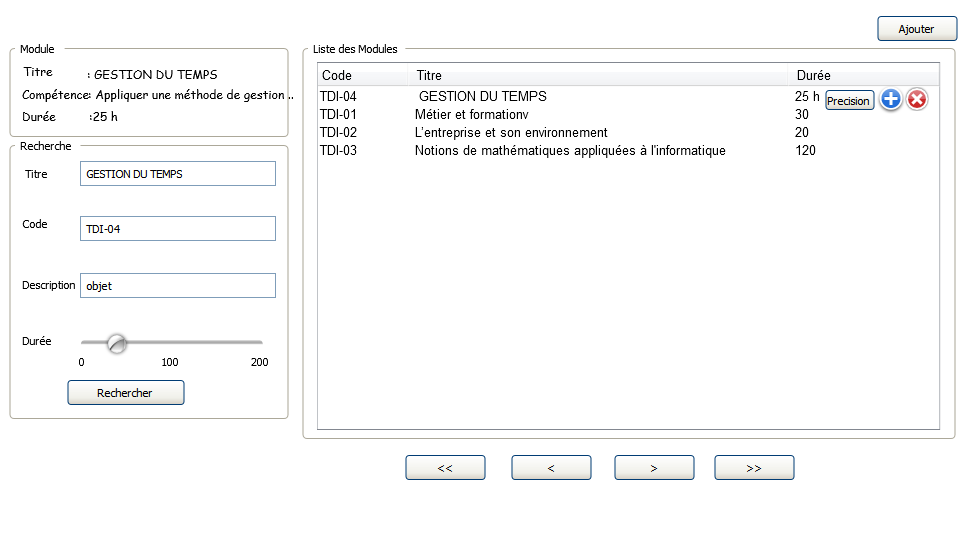 Ajouter
Module
Titre : GESTION DU TEMPS
Compétence: Appliquer une méthode de gestion ..
Durée :25 h
Recherche
Titre GESTION DU TEMPS
Code TDI-04
Description objet
Durée
0 100 200
Rechercher
Liste des Modules
Code Titre Durée
TDI-04 GESTION DU TEMPS 25 h Precision
TDI-01 Métier et formationv 30
TDI-02 L'entreprise et son environnement 20
TDI-03 Notions de mathématiques appliquées à l'informatique 120
<< < > >>